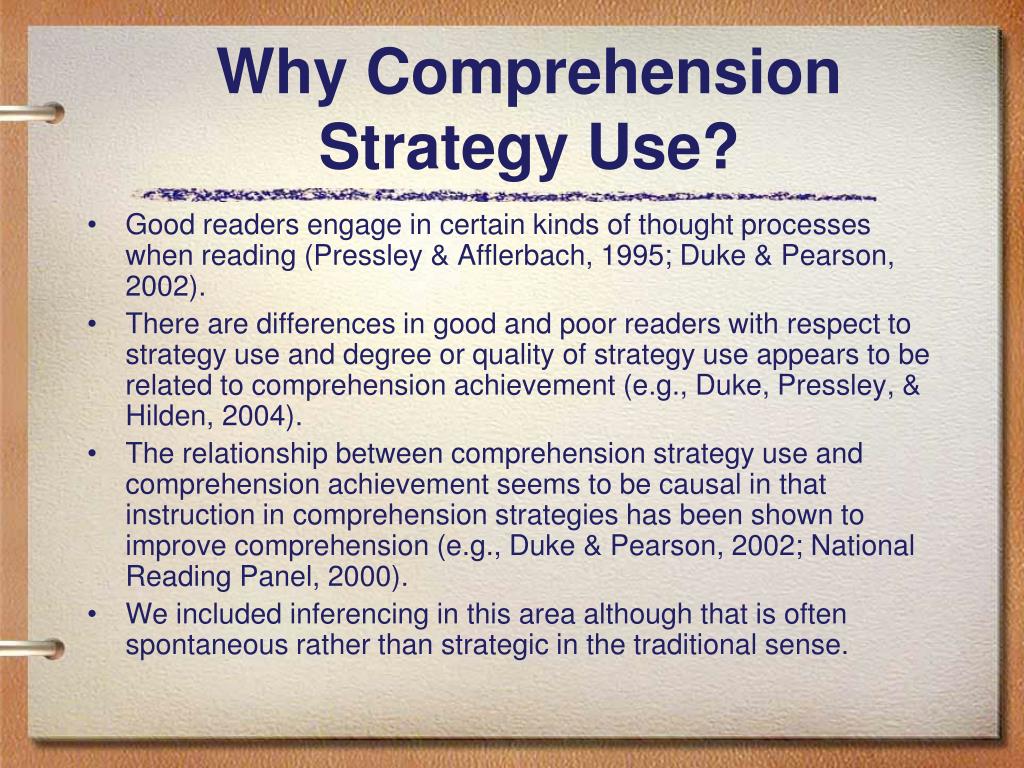 Why Comprehension
Strategy Use?
• Good readers engage in certain kinds of thought processes
when reading (Pressley & Afflerbach, 1995; Duke & Pearson,
2002).
• There are differences in good and poor readers with respect to
strategy use and degree or quality of strategy use appears to be
related to comprehension achievement (e.g., Duke, Pressley, &
Hilden, 2004).
• The relationship between comprehension strategy use and
comprehension achievement seems to be causal in that
instruction in comprehension strategies has been shown to
improve comprehension (e.g., Duke & Pearson, 2002; National
Reading Panel, 2000).
• We included inferencing in this area although that is often
spontaneous rather than strategic in the traditional sense.